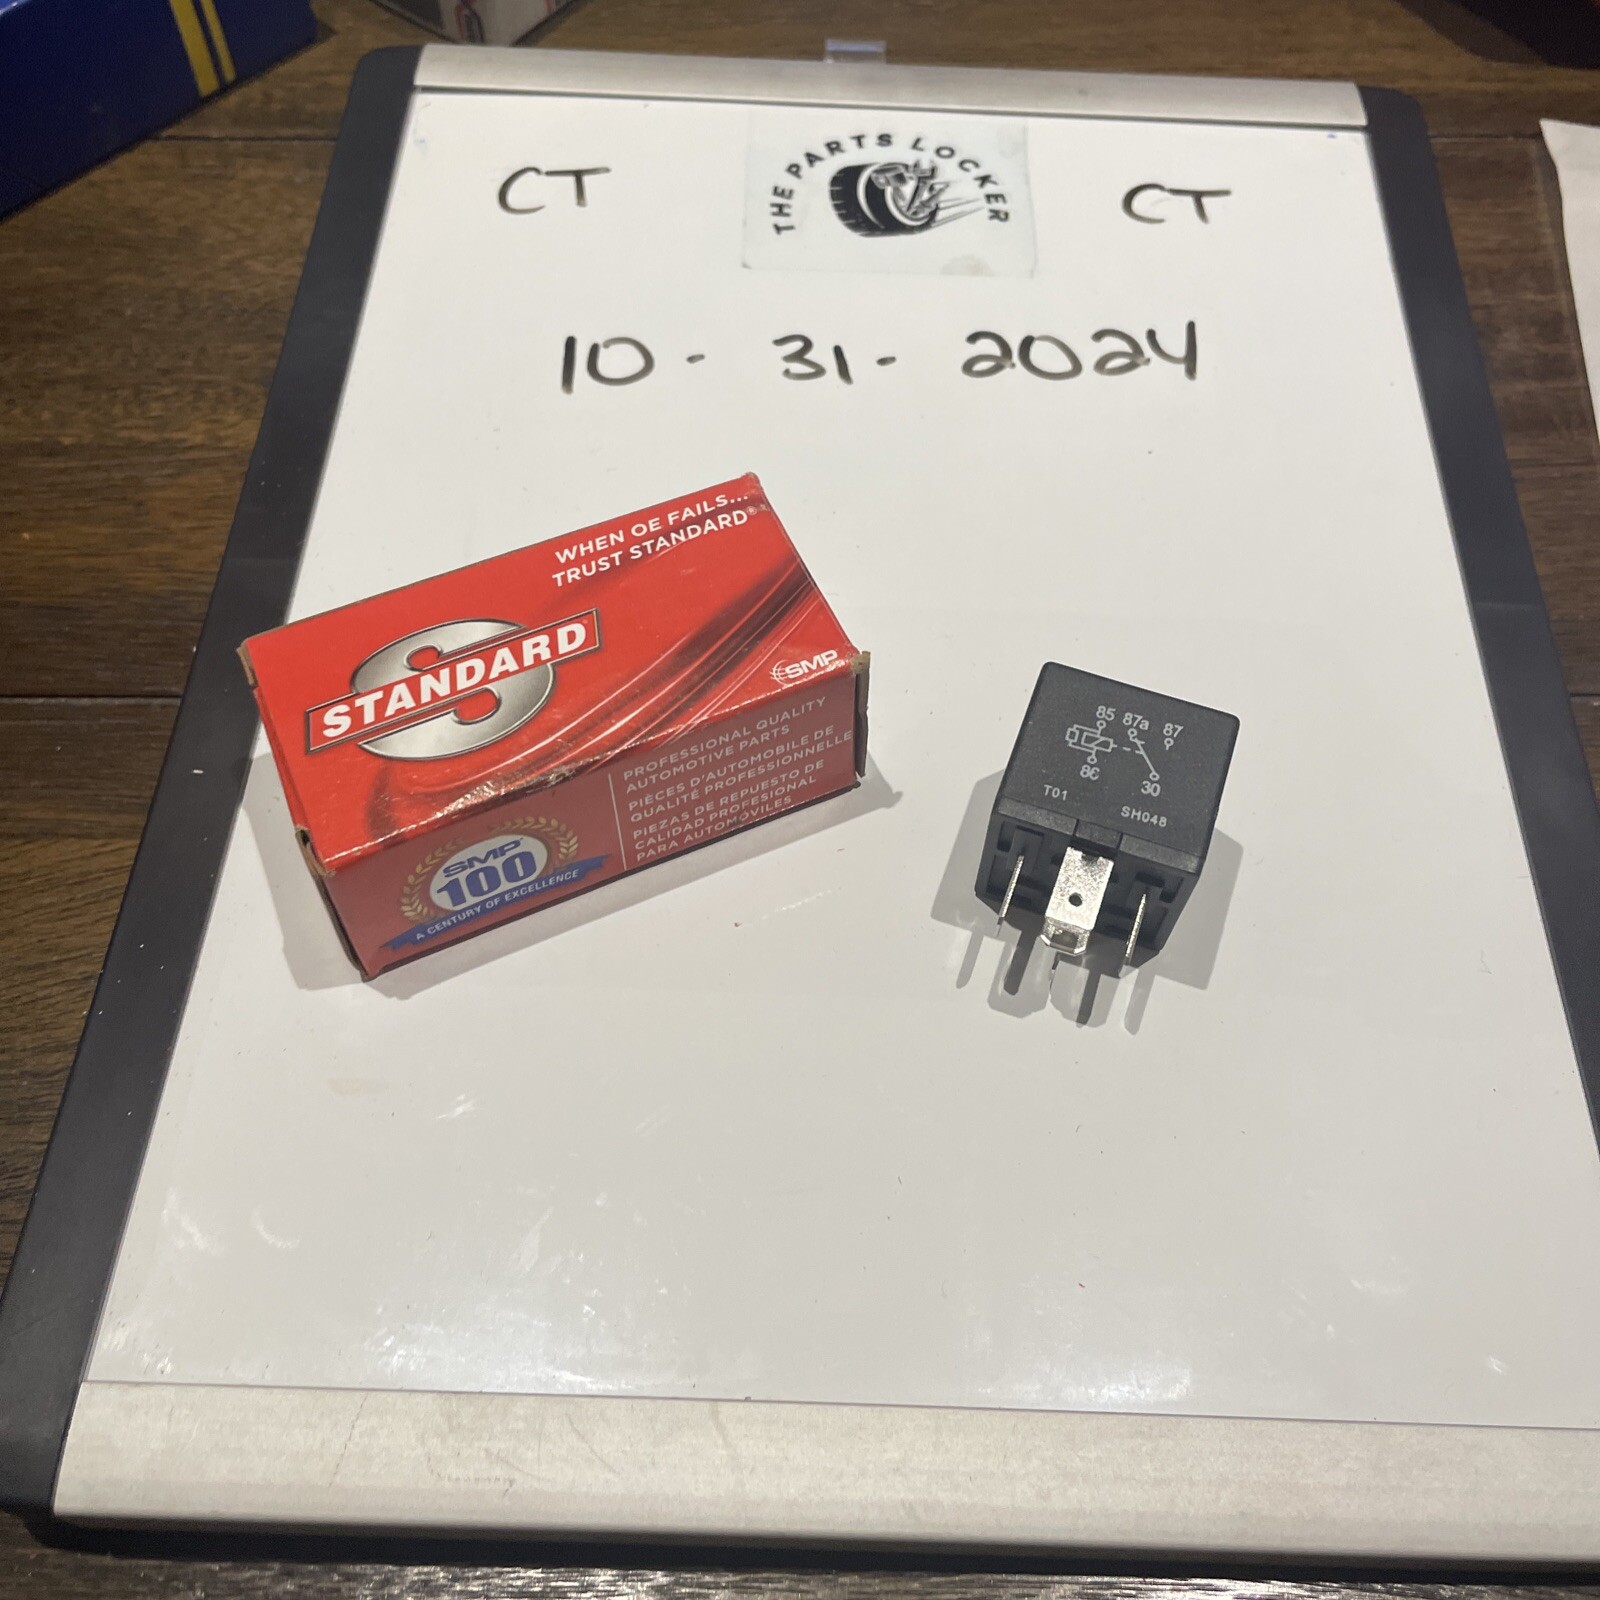 THE PARTS LOCKER
CT CT
10 - 31 - 2024
WHEN OE FAILS...
TRUST STANDARD®
STANDARD
SMP
PROFESSIONAL QUALITY
AUTOMOTIVE PARTS
PIÈCES D'AUTOMOBILE DE
QUALITÉ PROFESSIONNELLE
PIEZAS DE REPUESTO DE
CALIDAD PROFESIONAL
PARA AUTOMÓVILES
SMP
100
A CENTURY OF EXCELLENCE
85 87a 87
86 30
T01 SH048